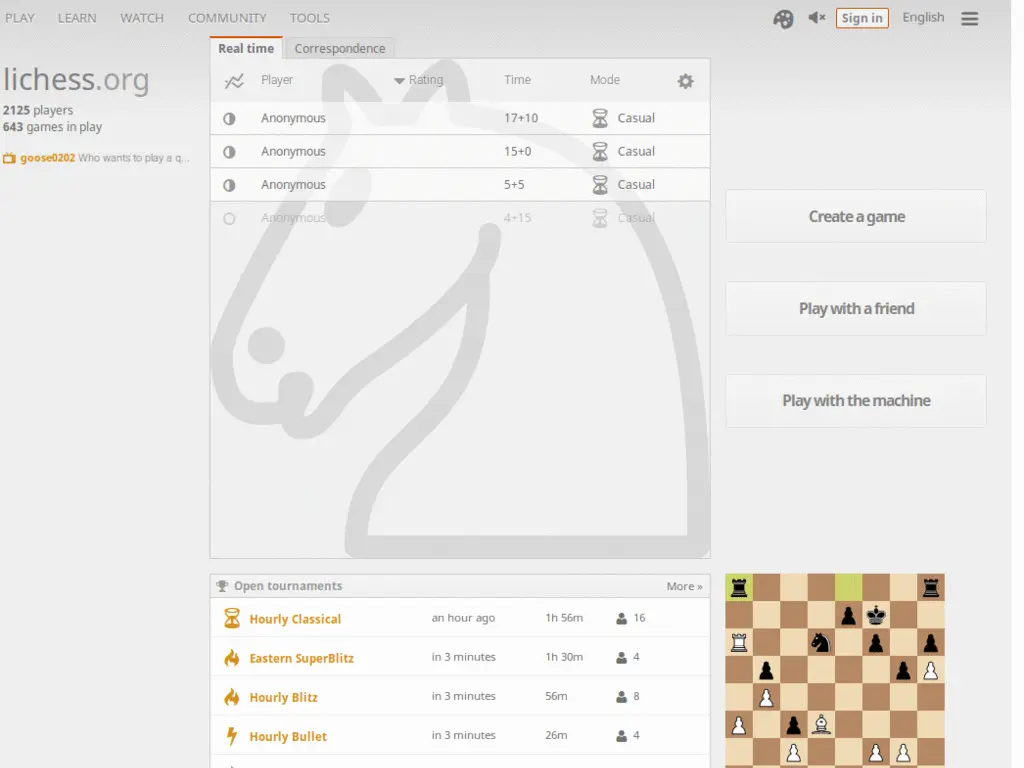 PLAY LEARN WATCH COMMUNITY TOOLS Sign in English
Real time Correspondence
lichess.org
2125 players
643 games in play
goose0202 Who wants to play a q...
Player Rating Time Mode
Anonymous 17+10 Casual
Anonymous 15+0 Casual
Anonymous 5+5 Casual
Anonymous 4+15 Casual
Create a game
Play with a friend
Play with the machine
Open tournaments More »
Hourly Classical an hour ago 1h 56m 16
Eastern SuperBlitz in 3 minutes 1h 30m 4
Hourly Blitz in 3 minutes 56m 8
Hourly Bullet in 3 minutes 26m 4